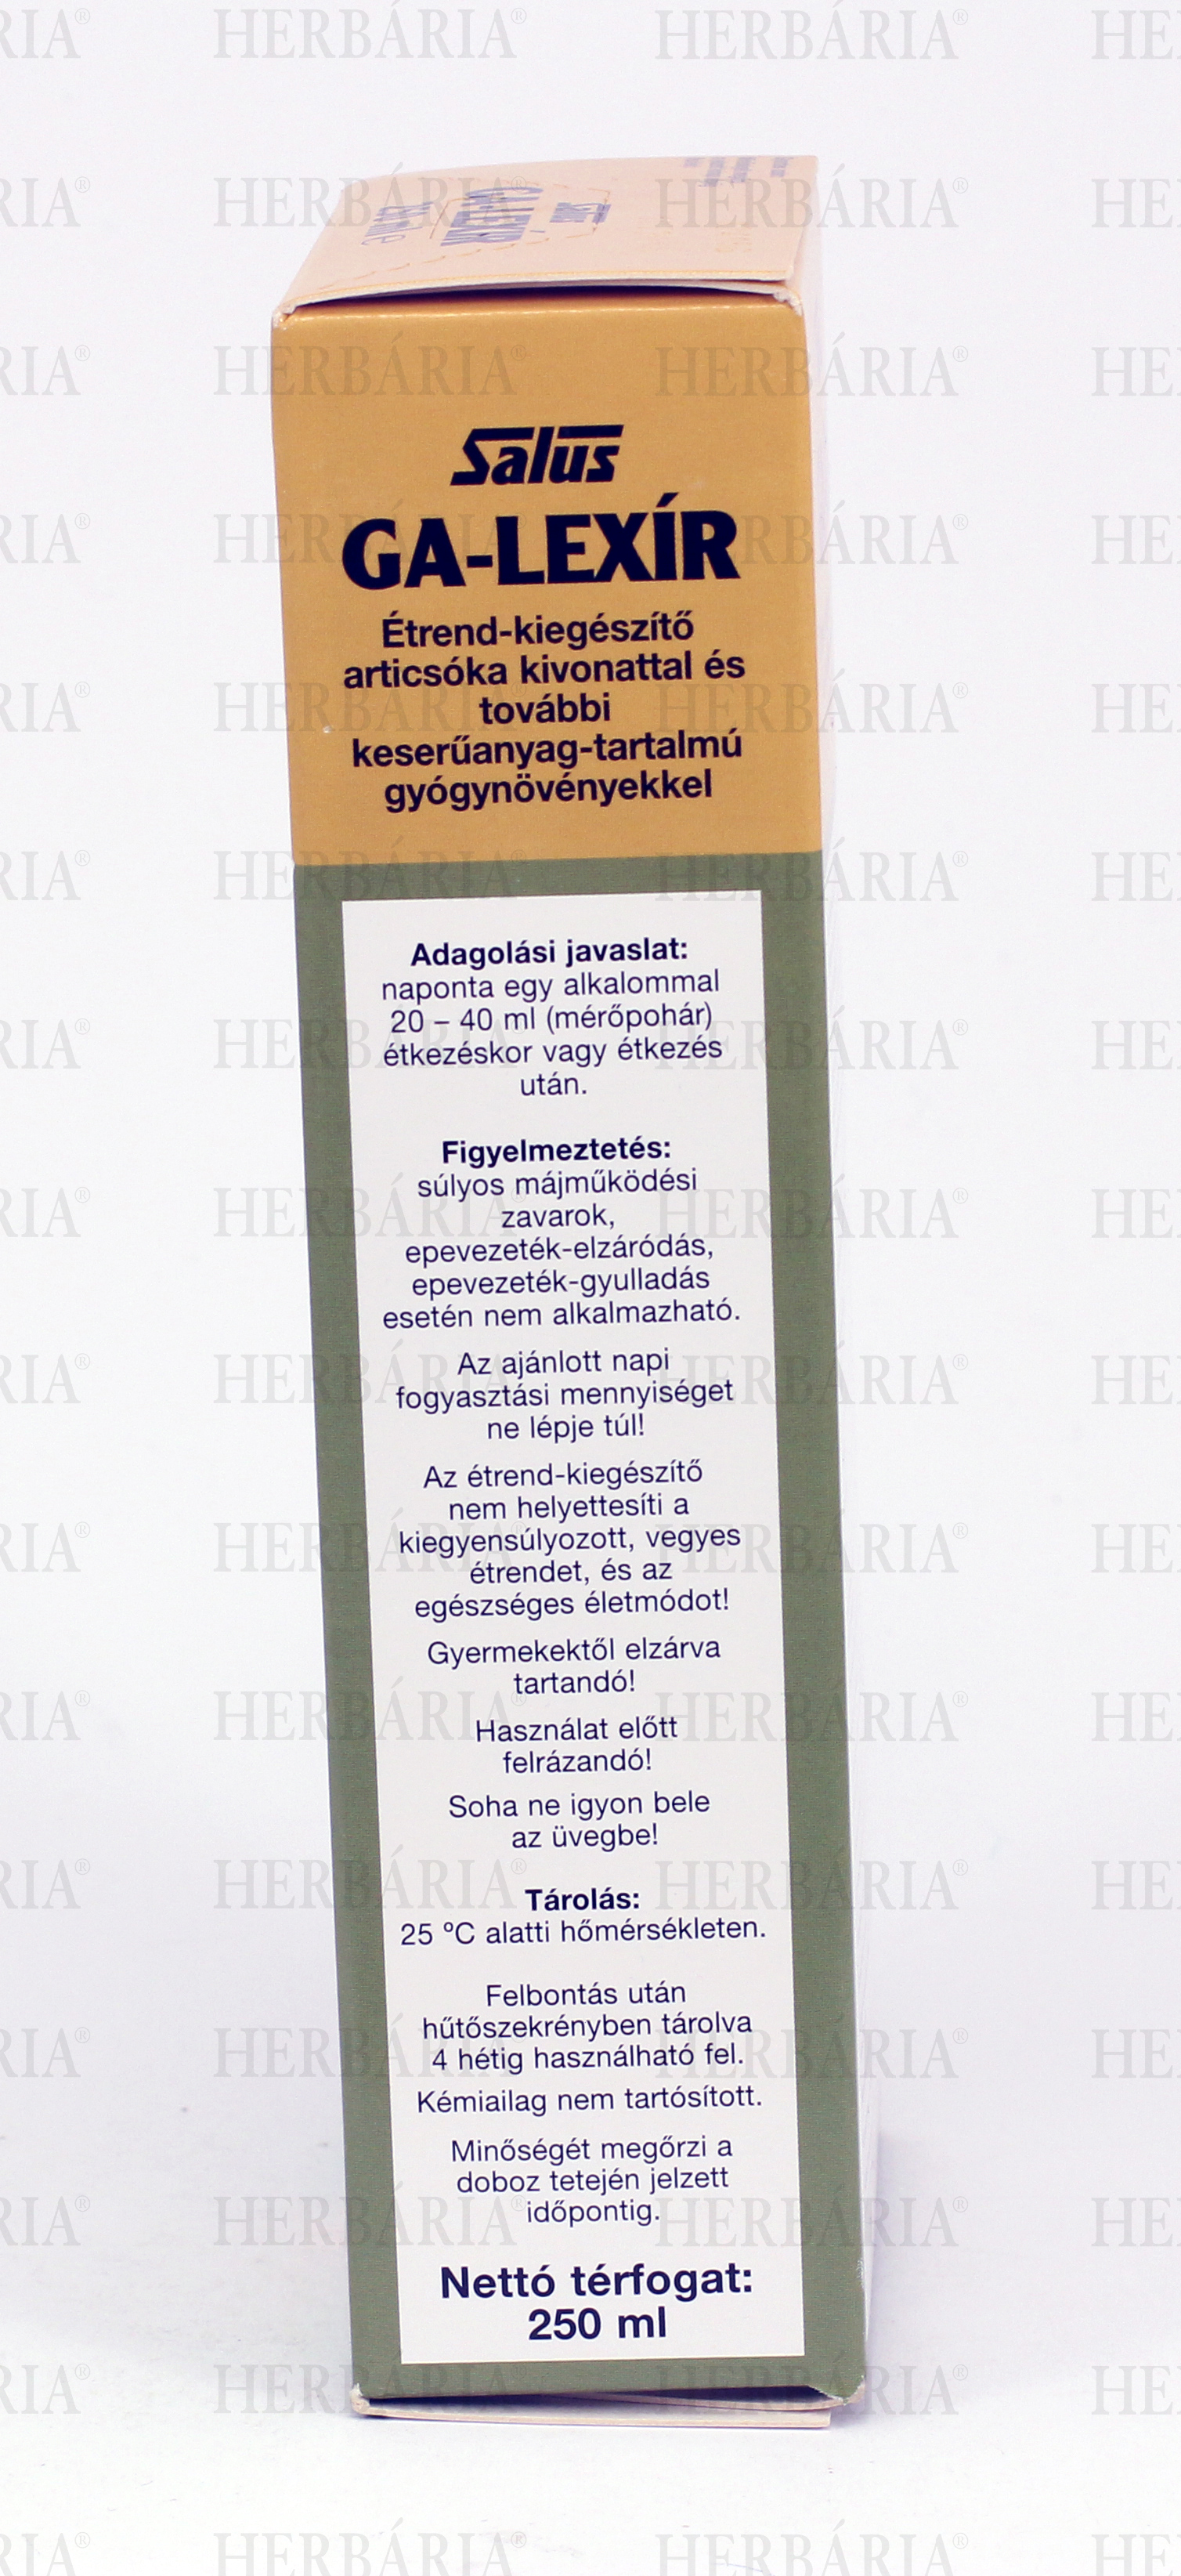 HERBÁRIA®
GA-LEXÍR
Salus
GA-LEXÍR
Étrend-kiegészítő
articsóka kivonattal és
további
keserűanyag-tartalmú
gyógynövényekkel
Adagolási javaslat:
naponta egy alkalommal
20 – 40 ml (mérőpohár)
étkezéskor vagy étkezés
után.
Figyelmeztetés:
súlyos májműködési
zavarok,
epevezeték-elzáródás,
epevezeték-gyulladás
esetén nem alkalmazható.
Az ajánlott napi
fogyasztási mennyiséget
ne lépje túl!
Az étrend-kiegészítő
nem helyettesíti a
kiegyensúlyozott, vegyes
étrendet, és az
egészséges életmódot!
Gyermekektől elzárva
tartandó!
Használat előtt
felrázandó!
Soha ne igyon bele
az üvegbe!
Tárolás:
25 ºC alatti hőmérsékleten.
Felbontás után
hűtőszekrényben tárolva
4 hétig használható fel.
Kémiailag nem tartósított.
Minőségét megőrzi a
doboz tetején jelzett
időpontig.
Nettó térfogat:
250 ml